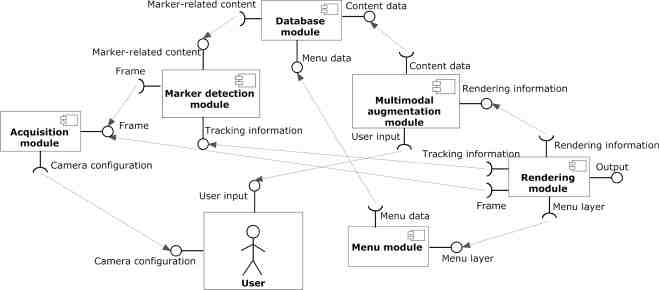 Marker-related content
Database
module
Content data
Marker-related content
Menu data
Content data
Frame
Marker detection
module
Multimodal
augmentation
module
Rendering information
Acquisition
module
Frame
Tracking information
User input
Rendering information
Camera configuration
Tracking information
Rendering
module
Output
User input
Menu data
Frame
Menu layer
Camera configuration
User
Menu module
Menu layer